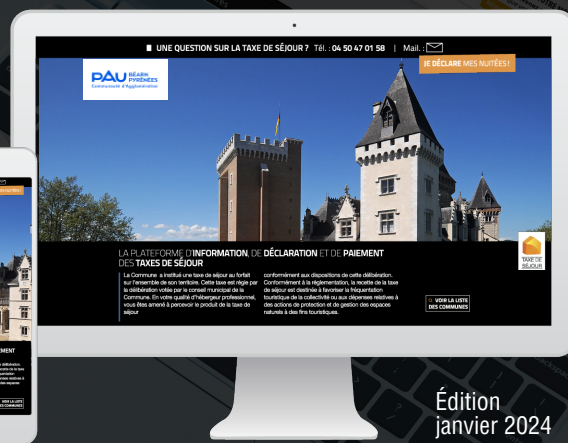 UNE QUESTION SUR LA TAXE DE SÉJOUR ? Tél. : 04 50 47 01 58 | Mail. :
JE DÉCLARE MES NUITÉES !
PAU BÉARN
PYRÉNÉES
Communauté d'Agglomération
LA PLATEFORME D'INFORMATION, DE DÉCLARATION ET DE PAIEMENT
DES TAXES DE SÉJOUR
La Commune a institué une taxe de séjour au forfait
sur l'ensemble de son territoire. Cette taxe est régie par
la délibération votée par le conseil municipal de la
Commune. En votre qualité d'hébergeur professionnel,
vous êtes amené à percevoir le produit de la taxe de
séjour
conformément aux dispositions de cette délibération.
Conformément à la réglementation, la recette de la taxe
de séjour est destinée à favoriser la fréquentation
touristique de la collectivité ou aux dépenses relatives à
des actions de protection et de gestion des espaces
naturels à des fins touristiques.
TAXE DE
SÉJOUR
VOIR LA LISTE
DES COMMUNES
Édition
janvier 2024